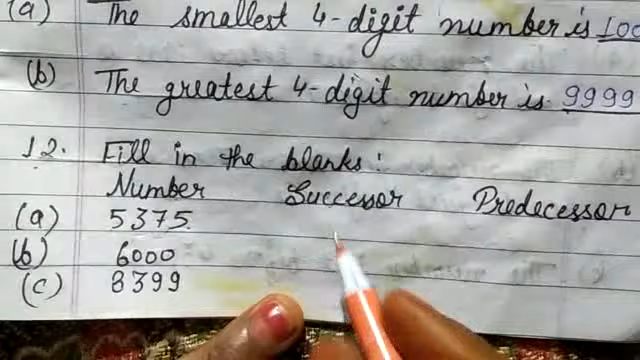 (a) The smallest 4-digit number is 100
(b) The greatest 4-digit number is 9999
12. Fill in the blanks:
Number Successor Predecessor
(a) 5375.
(b) 6000
(c) 8399